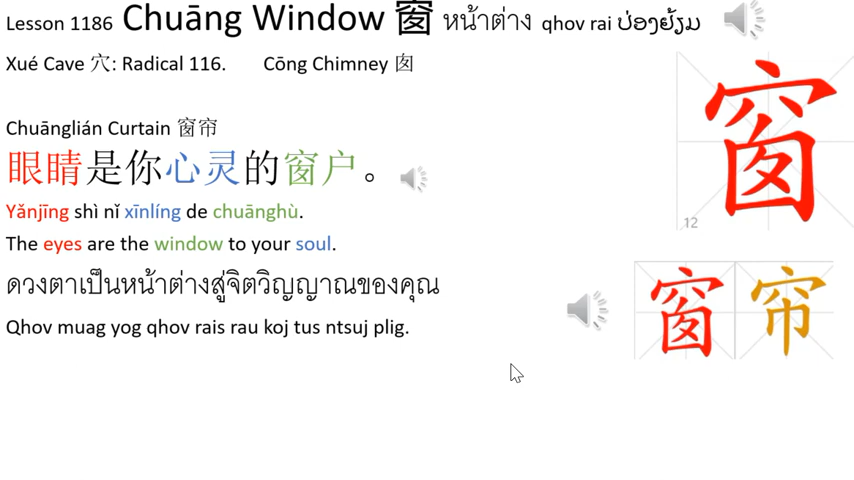 Lesson 1186 Chuāng Window 窗 หน้าต่าง qhov rai ປ່ອງຢ້ຽມ
Xué Cave 穴: Radical 116. Cōng Chimney 囱
Chuānglián Curtain 窗帘
眼睛是你心灵的窗户。
Yǎnjīng shì nǐ xīnlíng de chuānghù.
The eyes are the window to your soul.
ดวงตาเป็นหน้าต่างสู่จิตวิญญาณของคุณ
Qhov muag yog qhov rais rau koj tus ntsuj plig.
窗
12
窗帘